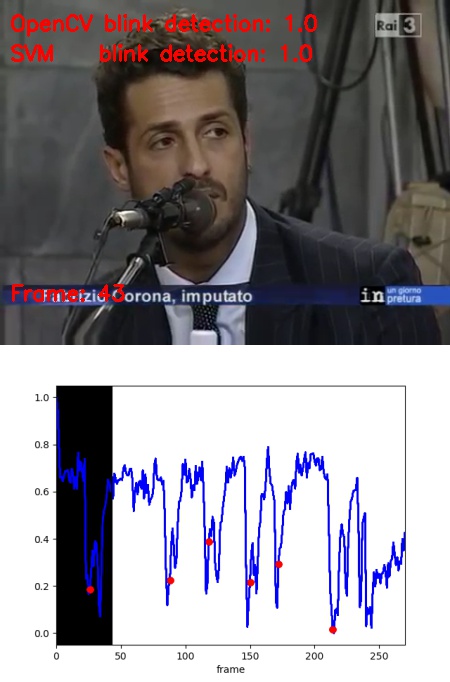 OpenCV blink detection: 1.0
SVM blink detection: 1.0
Rai 3
Frame: 43
Corona, imputato
in un giorno
pretura
1.0
0.8
0.6
0.4
0.2
0.0
0 50 100 150 200 250
frame